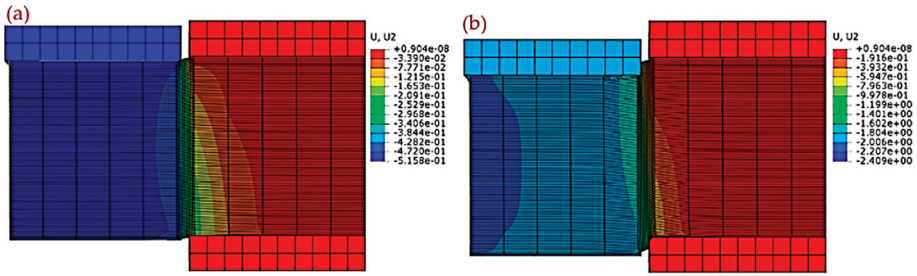 (a)
U, U2
+0.904e-08
-3.390e-02
-7.771e-02
-1.215e-01
-1.653e-01
-2.091e-01
-2.529e-01
-2.968e-01
-3.406e-01
-3.844e-01
-4.282e-01
-4.720e-01
-5.158e-01
(b)
U, U2
+0.904e-08
-1.916e-01
-3.932e-01
-5.947e-01
-7.963e-01
-9.978e-01
-1.199e+00
-1.401e+00
-1.602e+00
-1.804e+00
-2.006e+00
-2.207e+00
-2.409e+00